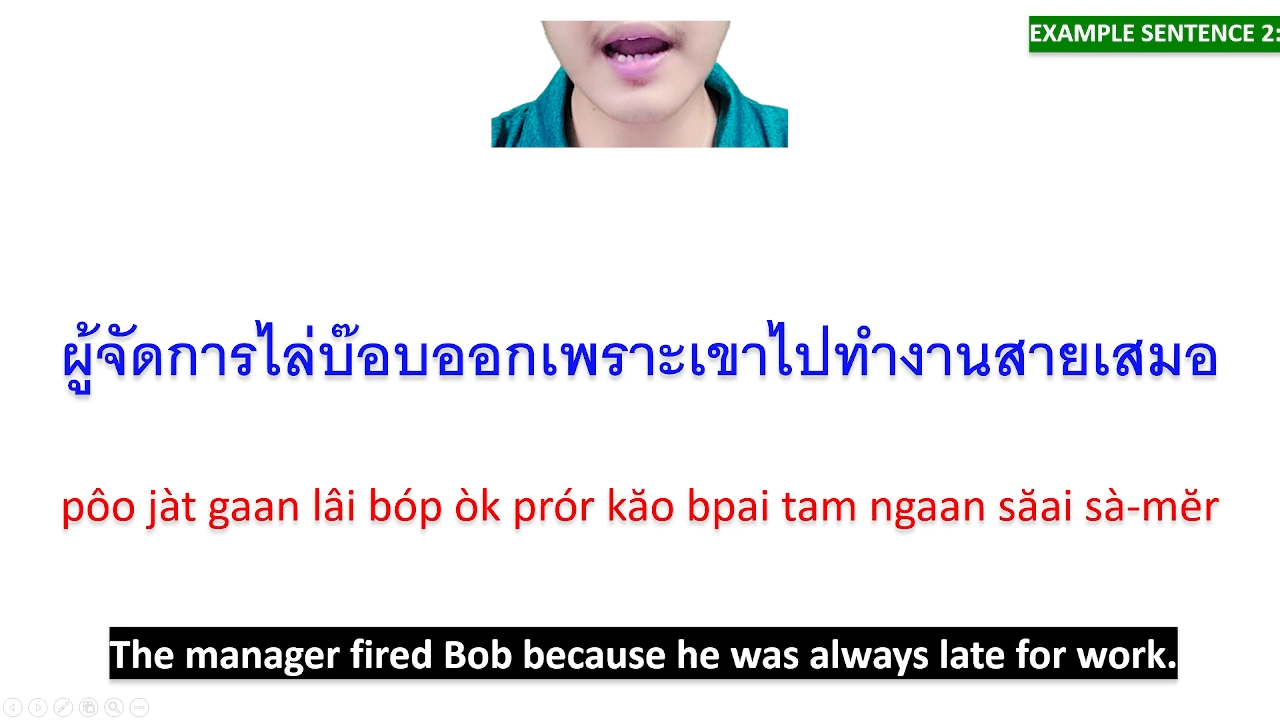 EXAMPLE SENTENCE 2:
ผู้จัดการไล่บ๊อบออกเพราะเขาไปทำงานสายเสมอ
pôo jàt gaan lâi bóp òk prór kăo bpai tam ngaan săai sà-mĕr
The manager fired Bob because he was always late for work.